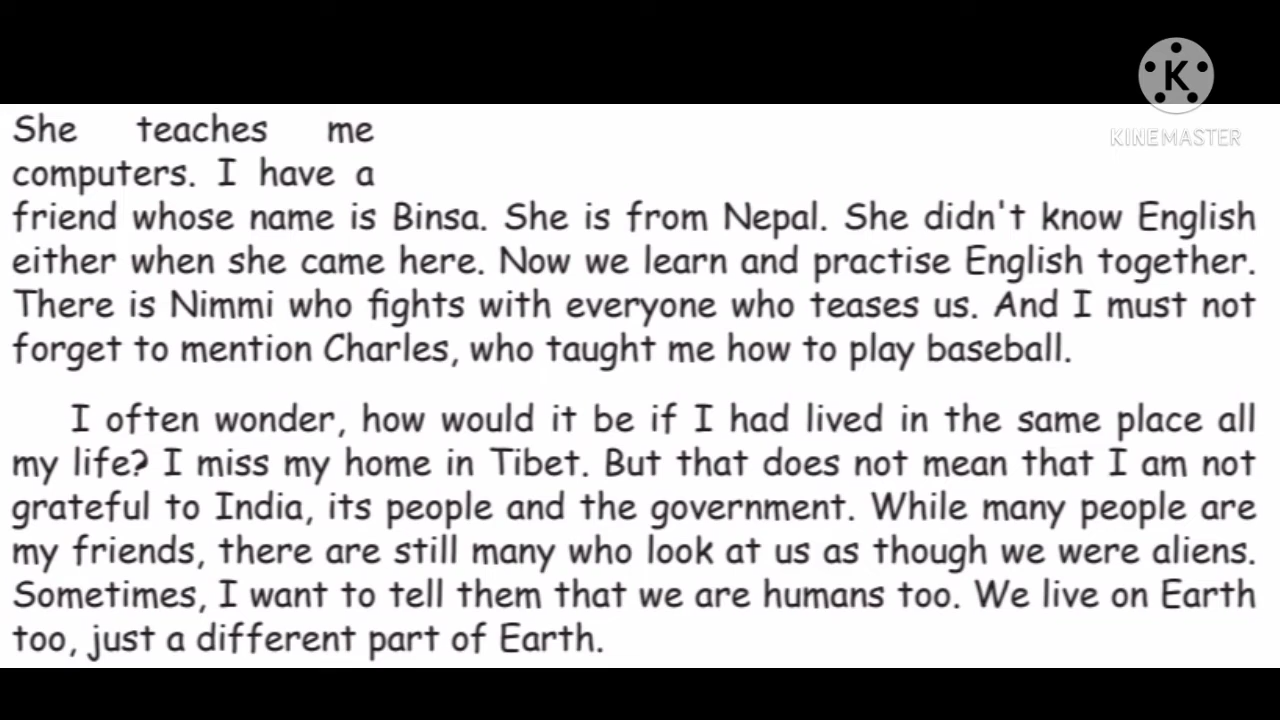 K
KINEMASTER
She teaches me
computers. I have a
friend whose name is Binsa. She is from Nepal. She didn't know English
either when she came here. Now we learn and practise English together.
There is Nimmi who fights with everyone who teases us. And I must not
forget to mention Charles, who taught me how to play baseball.
I often wonder, how would it be if I had lived in the same place all
my life? I miss my home in Tibet. But that does not mean that I am not
grateful to India, its people and the government. While many people are
my friends, there are still many who look at us as though we were aliens.
Sometimes, I want to tell them that we are humans too. We live on Earth
too, just a different part of Earth.